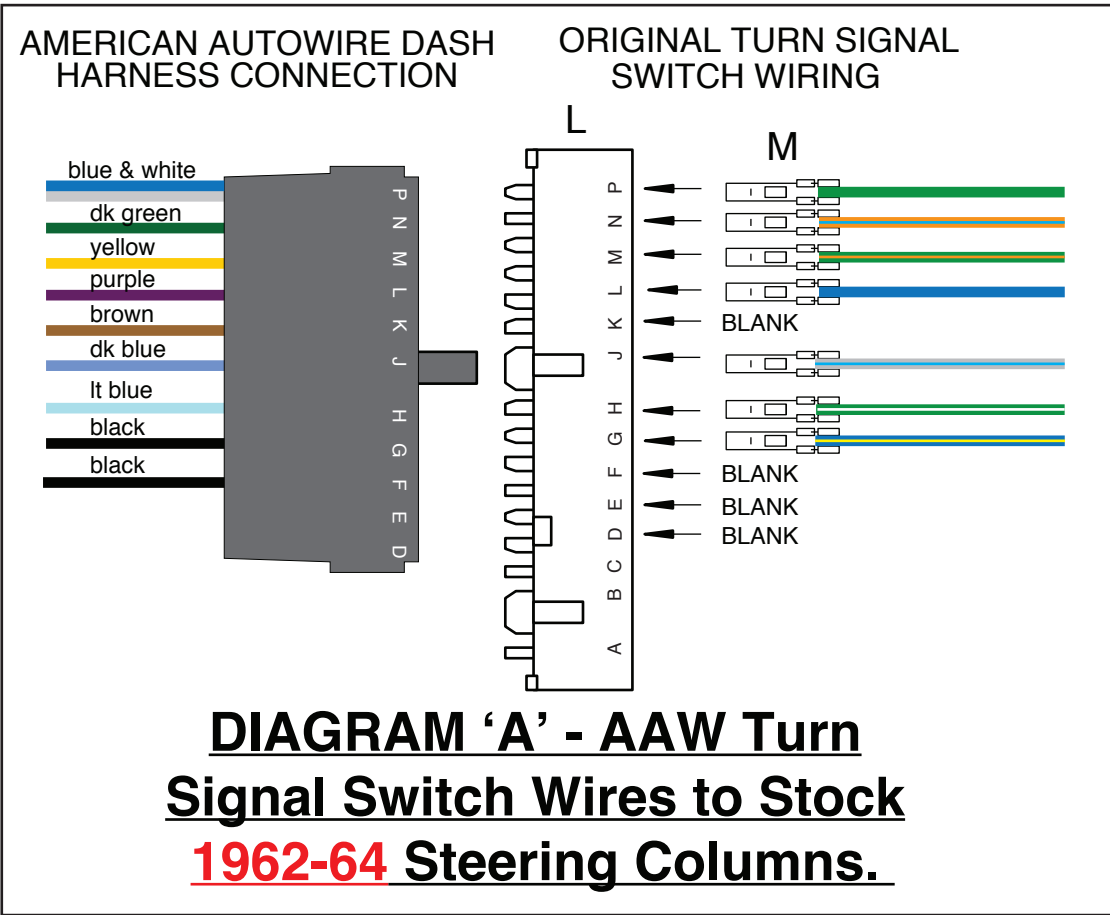 AMERICAN AUTOWIRE DASH
HARNESS CONNECTION
ORIGINAL TURN SIGNAL
SWITCH WIRING
L
M
blue & white
dk green
yellow
purple
brown
dk blue
lt blue
black
black
P
N
M
L
K
J
H
G
F
E
D
P
N
M
L
K
J
H
G
F
E
D
C
B
A
BLANK
BLANK
BLANK
BLANK
DIAGRAM ‘A’ - AAW Turn
Signal Switch Wires to Stock
1962-64 Steering Columns.